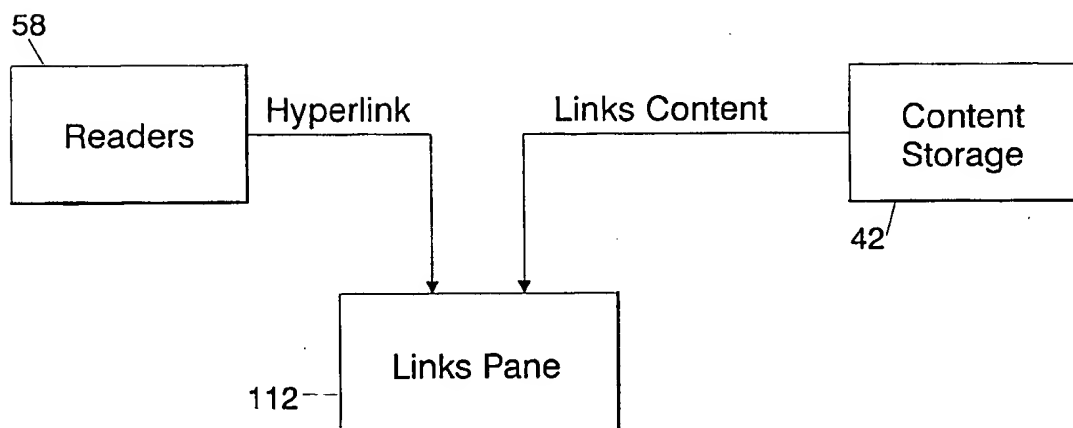 58
Readers
Hyperlink
Links Content
Content
Storage
42
Links Pane
112